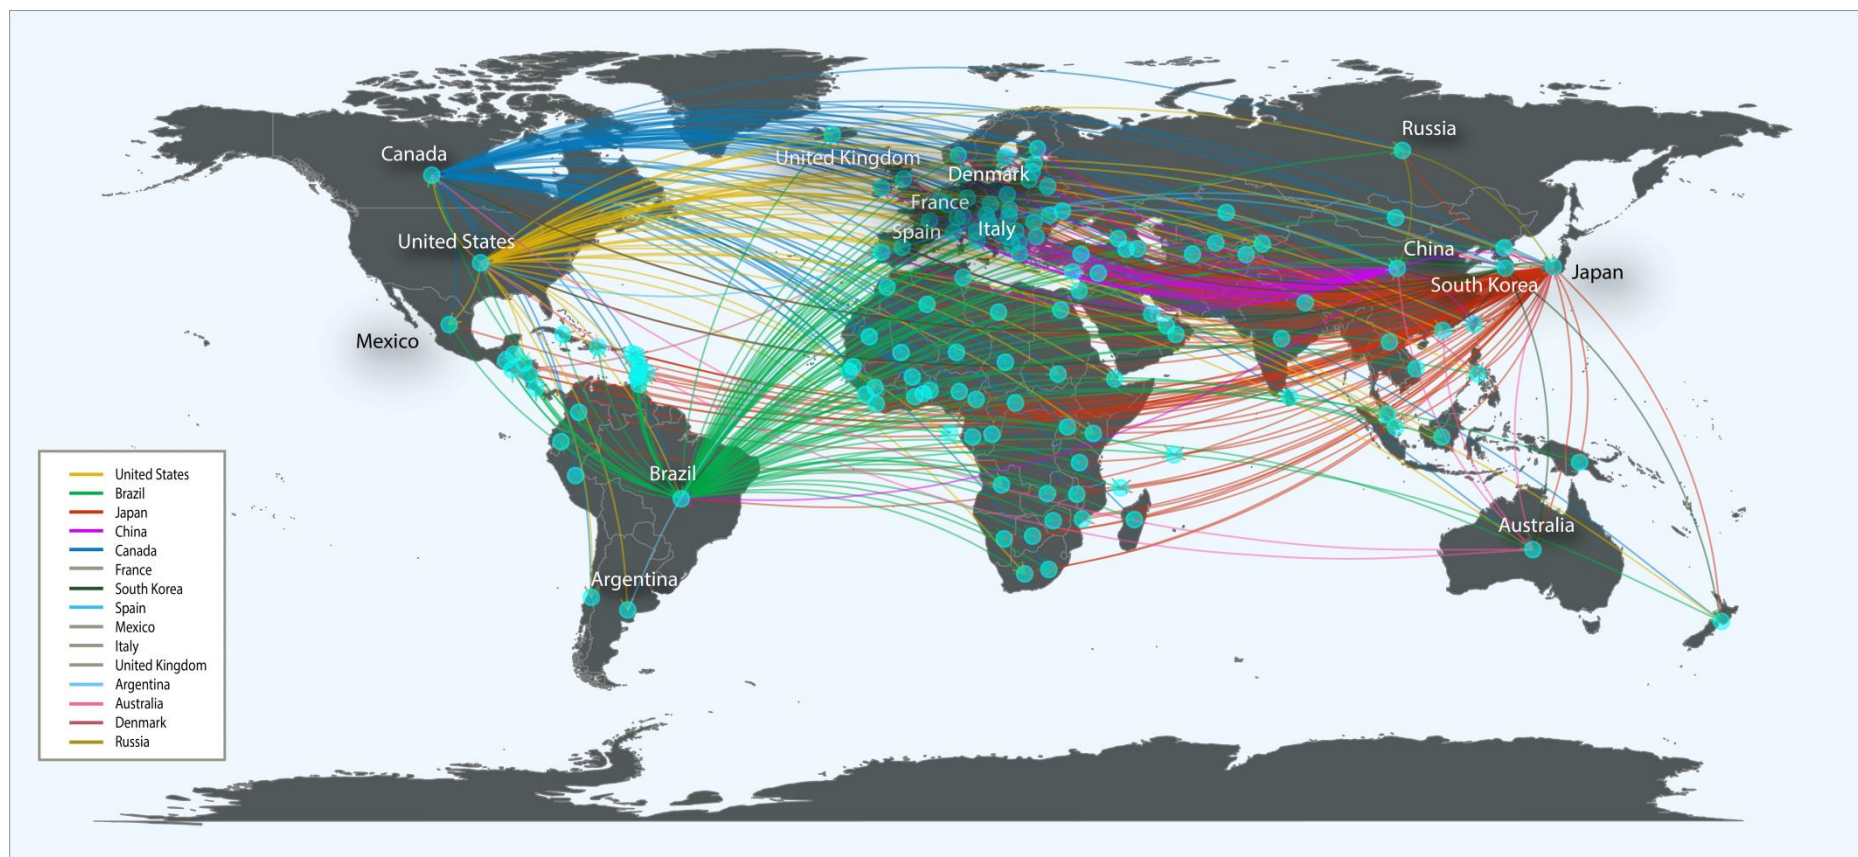 Russia
Canada
United Kingdom
Denmark
France
Spain
Italy
United States
China
Japan
South Korea
Mexico
Brazil
Australia
Argentina
United States
Brazil
Japan
China
Canada
France
South Korea
Spain
Mexico
Italy
United Kingdom
Argentina
Australia
Denmark
Russia